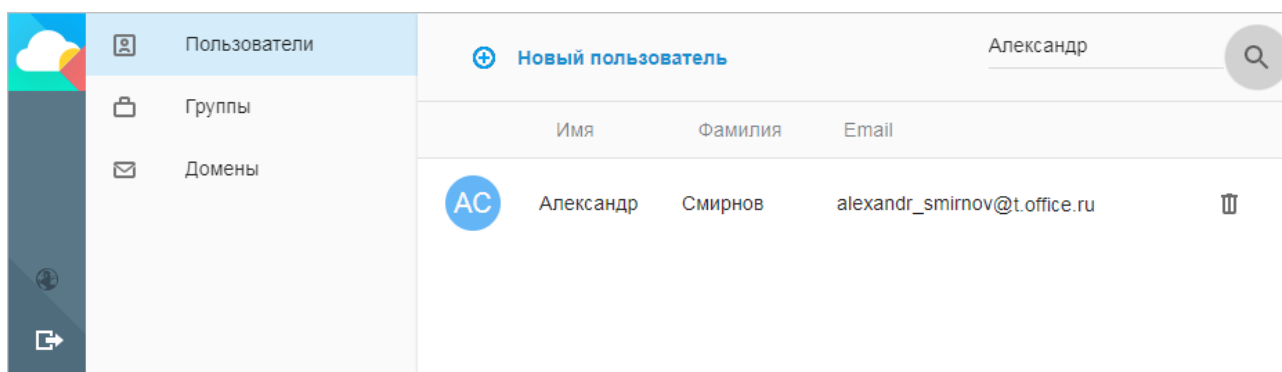 Пользователи
Группы
Домены
Новый пользователь
Александр
Имя Фамилия Email
АС Александр Смирнов alexandr_smirnov@t.office.ru